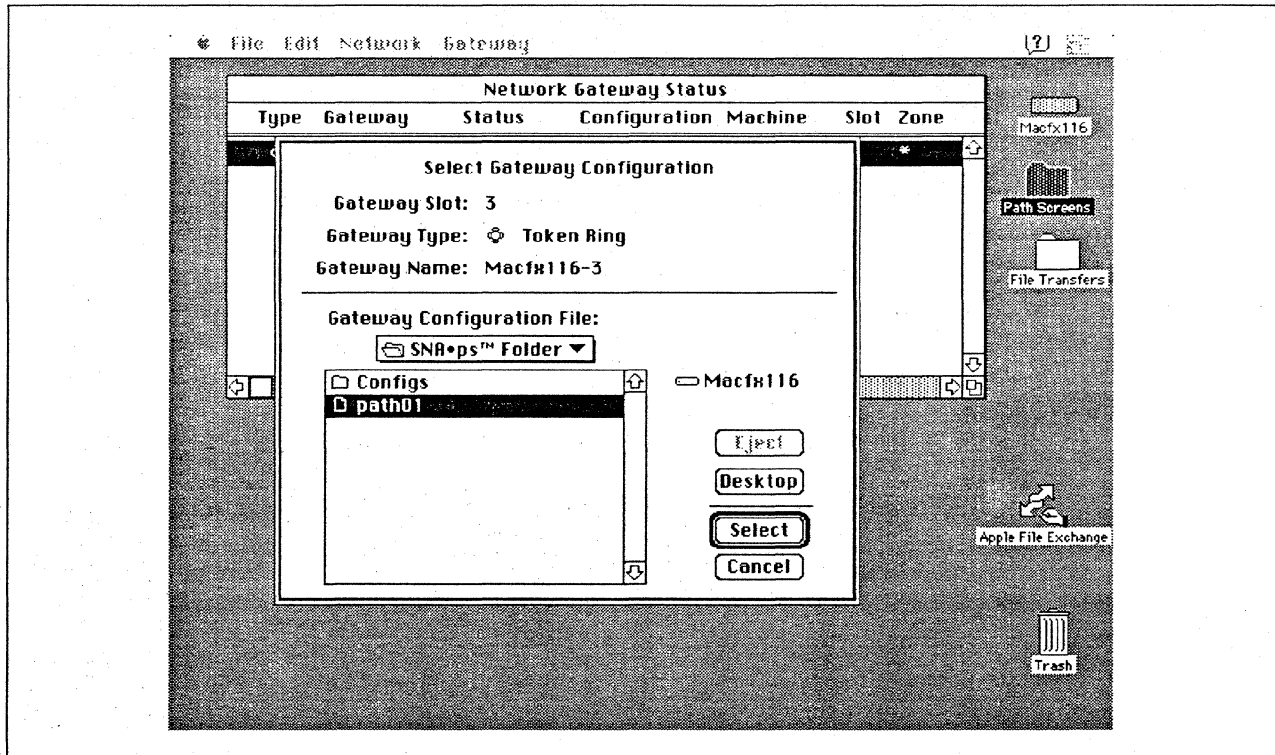 File Edit Network Gateway
Network Gateway Status
Type Gateway Status Configuration Machine Slot Zone
*
Select Gateway Configuration
Gateway Slot: 3
Gateway Type: Token Ring
Gateway Name: Macfx116-3
Gateway Configuration File:
SNA•ps™ Folder
Configs
path01
Macfx116
Eject
Desktop
Select
Cancel
Macfx116
Path Screens
File Transfers
Apple File Exchange
Trash